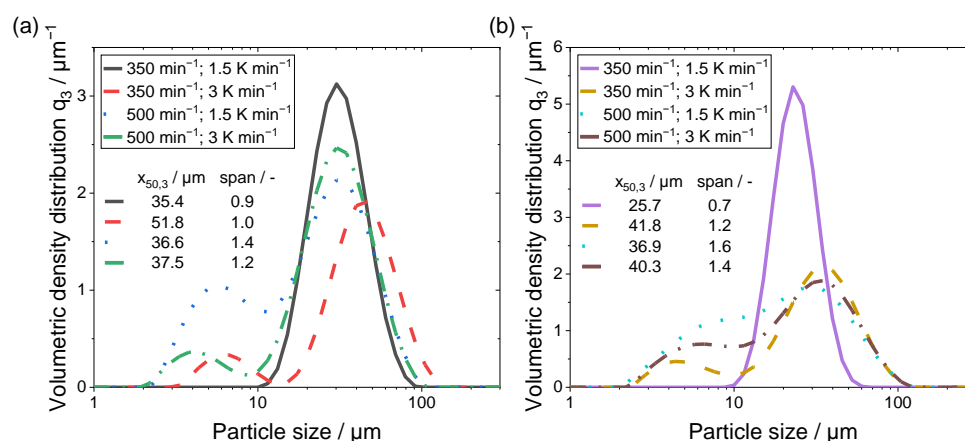 (a)
Volumetric density distribution q3 / µm−1
350 min−1; 1.5 K min−1
350 min−1; 3 K min−1
500 min−1; 1.5 K min−1
500 min−1; 3 K min−1
x50,3 / µm span / -
35.4 0.9
51.8 1.0
36.6 1.4
37.5 1.2
3
2
1
0
1 10 100
Particle size / µm
(b)
Volumetric density distribution q3 / µm−1
6
350 min−1; 1.5 K min−1
350 min−1; 3 K min−1
500 min−1; 1.5 K min−1
500 min−1; 3 K min−1
x50,3 / µm span / -
25.7 0.7
41.8 1.2
36.9 1.6
40.3 1.4
5
4
3
2
1
0
1 10 100
Particle size / µm